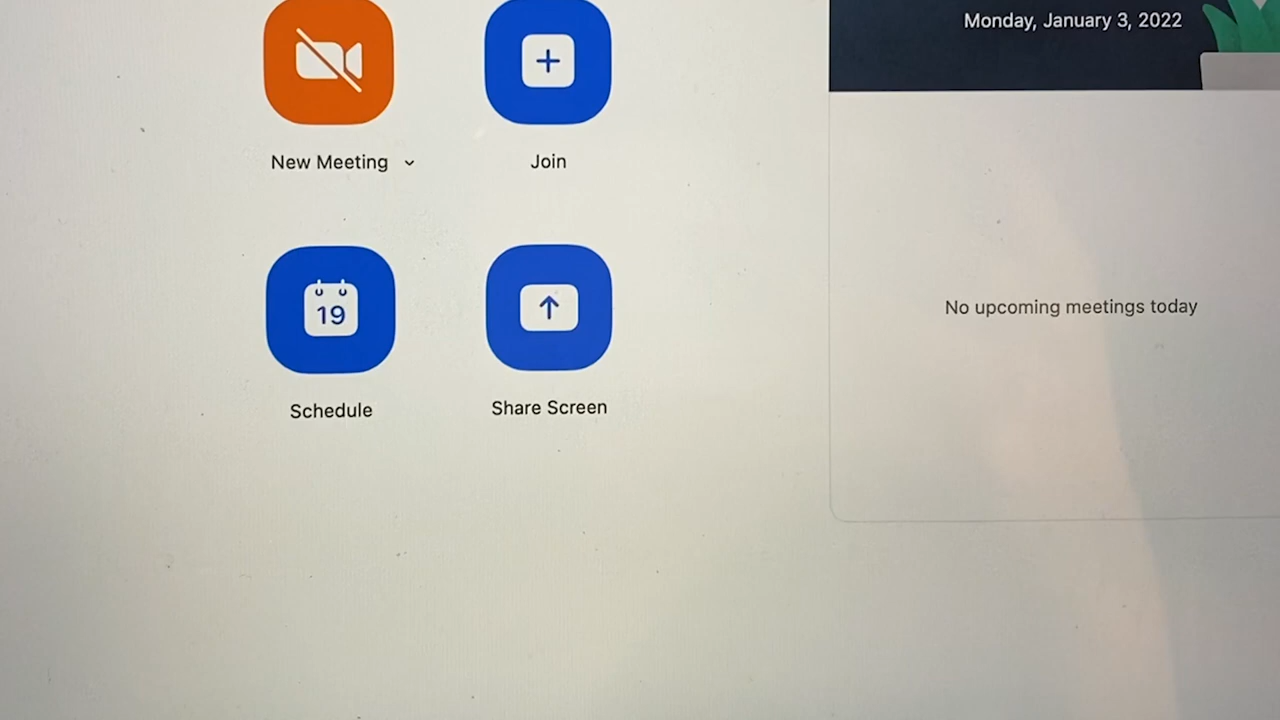 Monday, January 3, 2022
New Meeting
Join
19
Schedule
Share Screen
No upcoming meetings today